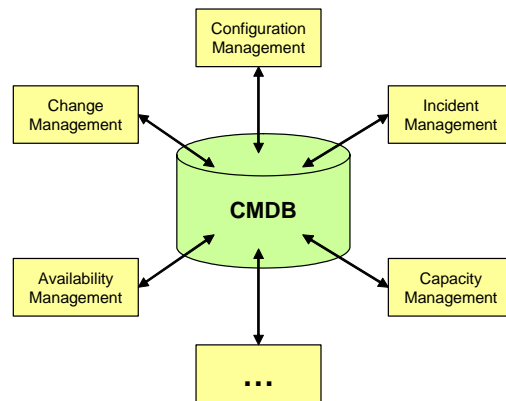 Configuration
Management
Change
Management
Incident
Management
CMDB
Availability
Management
Capacity
Management
...